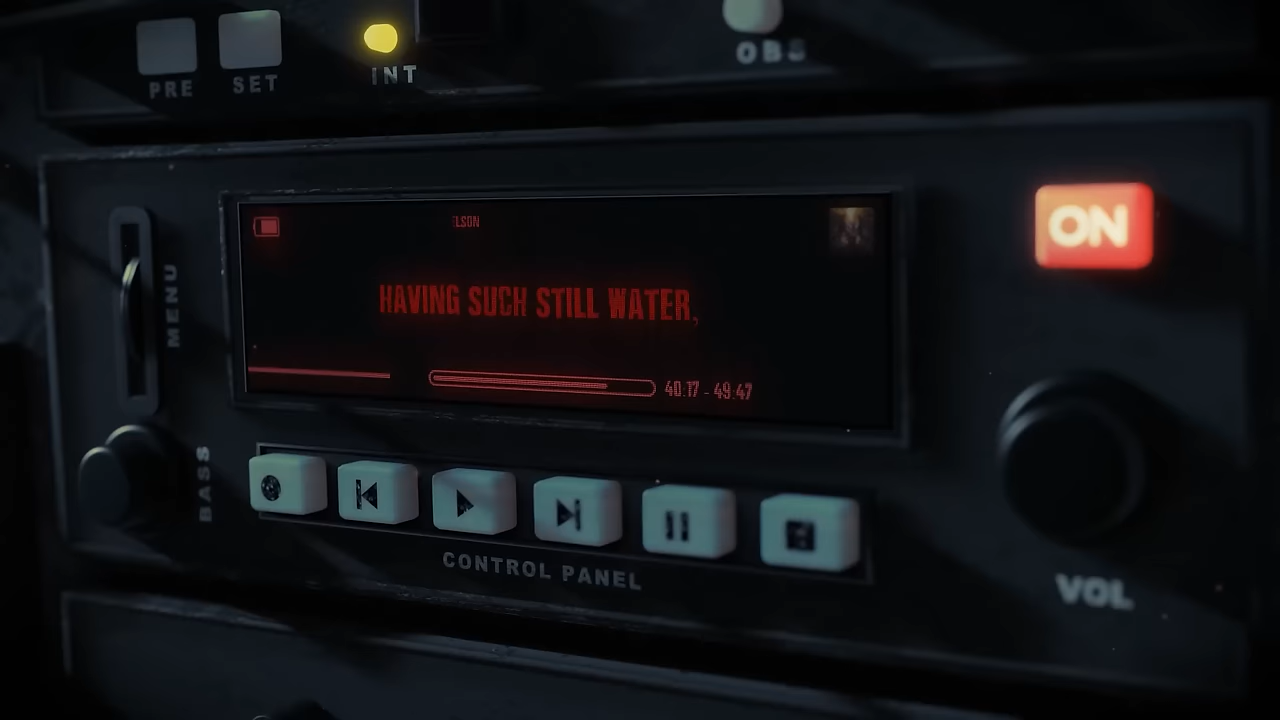 PRE
SET
INT
OBS
ELSON
HAVING SUCH STILL WATER,
MENU
ON
40:17 - 49:47
BASS
CONTROL PANEL
VOL